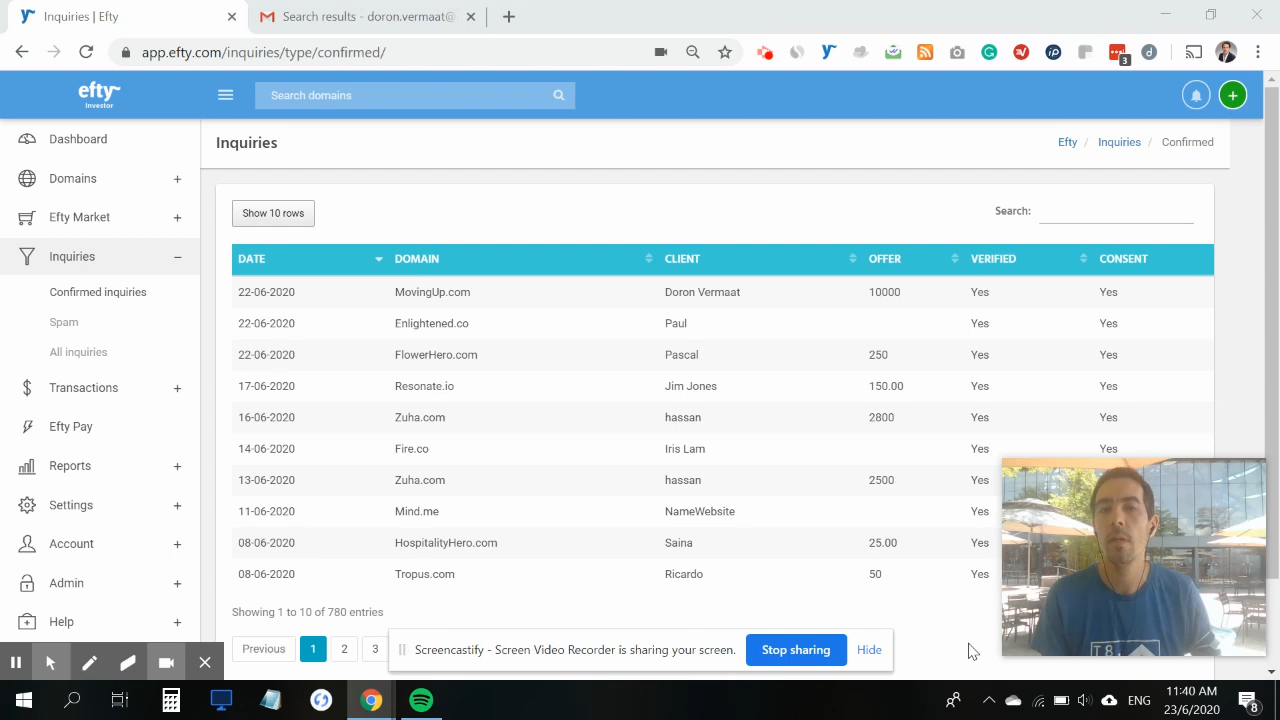 Inquiries | Efty
Search results - doron.vermaat@
app.efty.com/inquiries/type/confirmed/
3
efty
Investor
Search domains
Dashboard
Domains
Efty Market
Inquiries
Confirmed inquiries
Spam
All inquiries
Transactions
Efty Pay
Reports
Settings
Account
Admin
Help
Inquiries
Efty / Inquiries / Confirmed
Show 10 rows
Search:
DATE DOMAIN CLIENT OFFER VERIFIED CONSENT
22-06-2020 MovingUp.com Doron Vermaat 10000 Yes Yes
22-06-2020 Enlightened.co Paul Yes Yes
22-06-2020 FlowerHero.com Pascal 250 Yes Yes
17-06-2020 Resonate.io Jim Jones 150.00 Yes Yes
16-06-2020 Zuha.com hassan 2800 Yes Yes
14-06-2020 Fire.co Iris Lam Yes Yes
13-06-2020 Zuha.com hassan 2500 Yes
11-06-2020 Mind.me NameWebsite Yes
08-06-2020 HospitalityHero.com Saina 25.00 Yes
08-06-2020 Tropus.com Ricardo 50 Yes
Showing 1 to 10 of 780 entries
Previous 1 2 3
Screencastify - Screen Video Recorder is sharing your screen. Stop sharing Hide
ENG
11:40 AM
23/6/2020
8